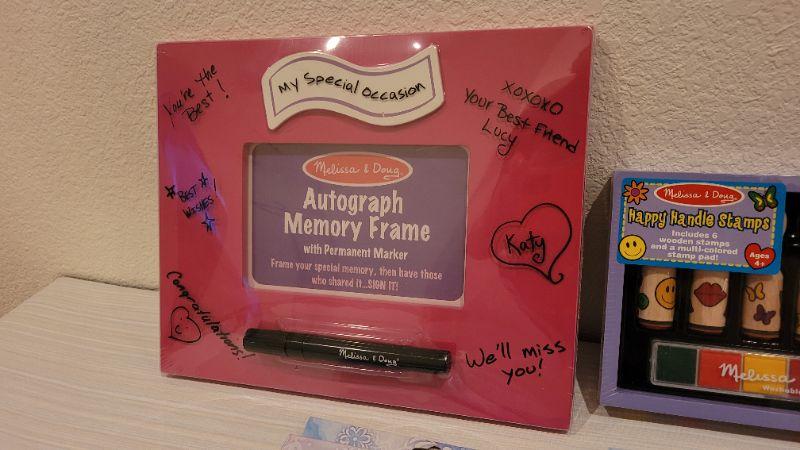 My Special Occasion
You're the
Best!
XOXOXO
Your Best Friend
Lucy
Melissa & Doug
Autograph
Memory Frame
with Permanent Marker
Frame your special memory, then have those
who shared it...SIGN IT!
BEST
WISHES!
Katy
Congratulations!
Melissa & Doug
We'll miss
you!
Melissa & Doug
Happy Handle Stamps
Includes 6
wooden stamps
and a multi-colored
stamp pad!
Ages
4+
Melissa
Washable